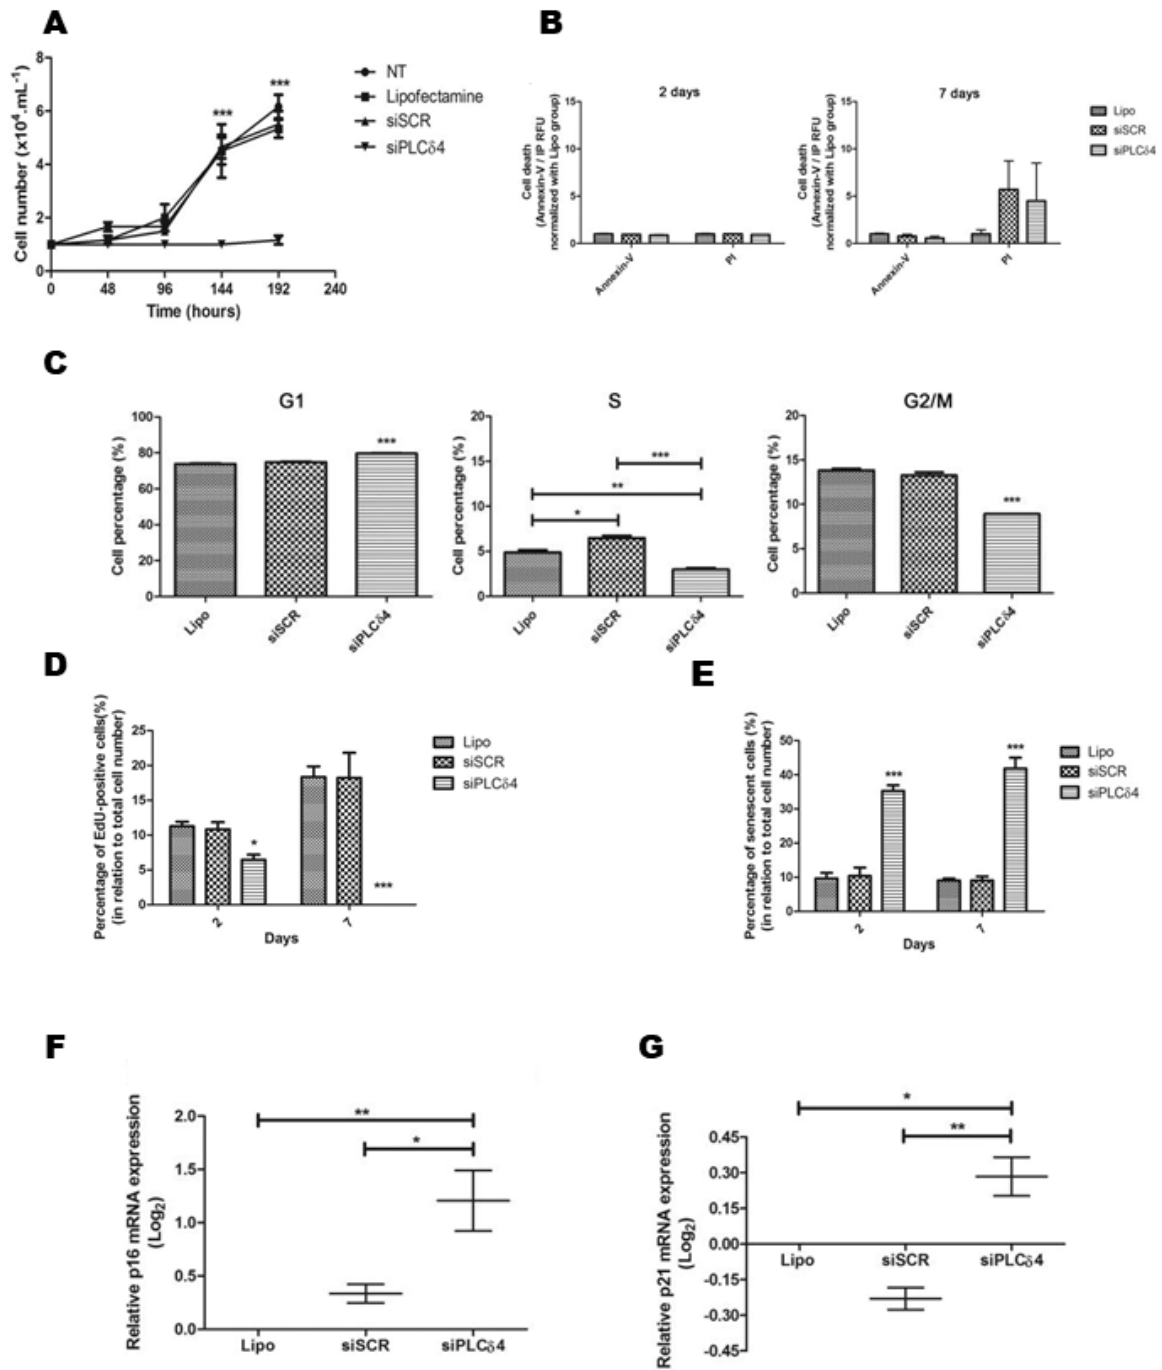 A
Cell number (x10⁴.mL⁻¹)
8
6
4
2
0
***
***
0 48 96 144 192 240
Time (hours)
NT
Lipofectamine
siSCR
siPLCδ4
B
2 days
Cell death
(Annexin-V / IP RFU
normalized with Lipo group)
15
10
5
0
Annexin-V
PI
7 days
Cell death
(Annexin-V / IP RFU
normalized with Lipo group)
15
10
5
0
Annexin-V
PI
Lipo
siSCR
siPLCδ4
C
G1
Cell percentage (%)
100
80
60
40
20
0
***
Lipo
siSCR
siPLCδ4
S
Cell percentage (%)
20
15
10
5
0
***
**
*
Lipo
siSCR
siPLCδ4
G2/M
Cell percentage (%)
20
15
10
5
0
***
Lipo
siSCR
siPLCδ4
D
Percentage of EdU-positive cells(%)
(in relation to total cell number)
25
20
15
10
5
0
*
***
2
7
Days
Lipo
siSCR
siPLCδ4
E
Percentage of senescent cells (%)
(in relation to total cell number)
50
40
30
20
10
0
***
***
2
7
Days
Lipo
siSCR
siPLCδ4
F
Relative p16 mRNA expression
(Log₂)
2.0
1.5
1.0
0.5
0.0
**
*
Lipo siSCR siPLCδ4
G
Relative p21 mRNA expression
(Log₂)
0.45
0.30
0.15
0.00
-0.15
-0.30
-0.45
*
**
Lipo siSCR siPLCδ4